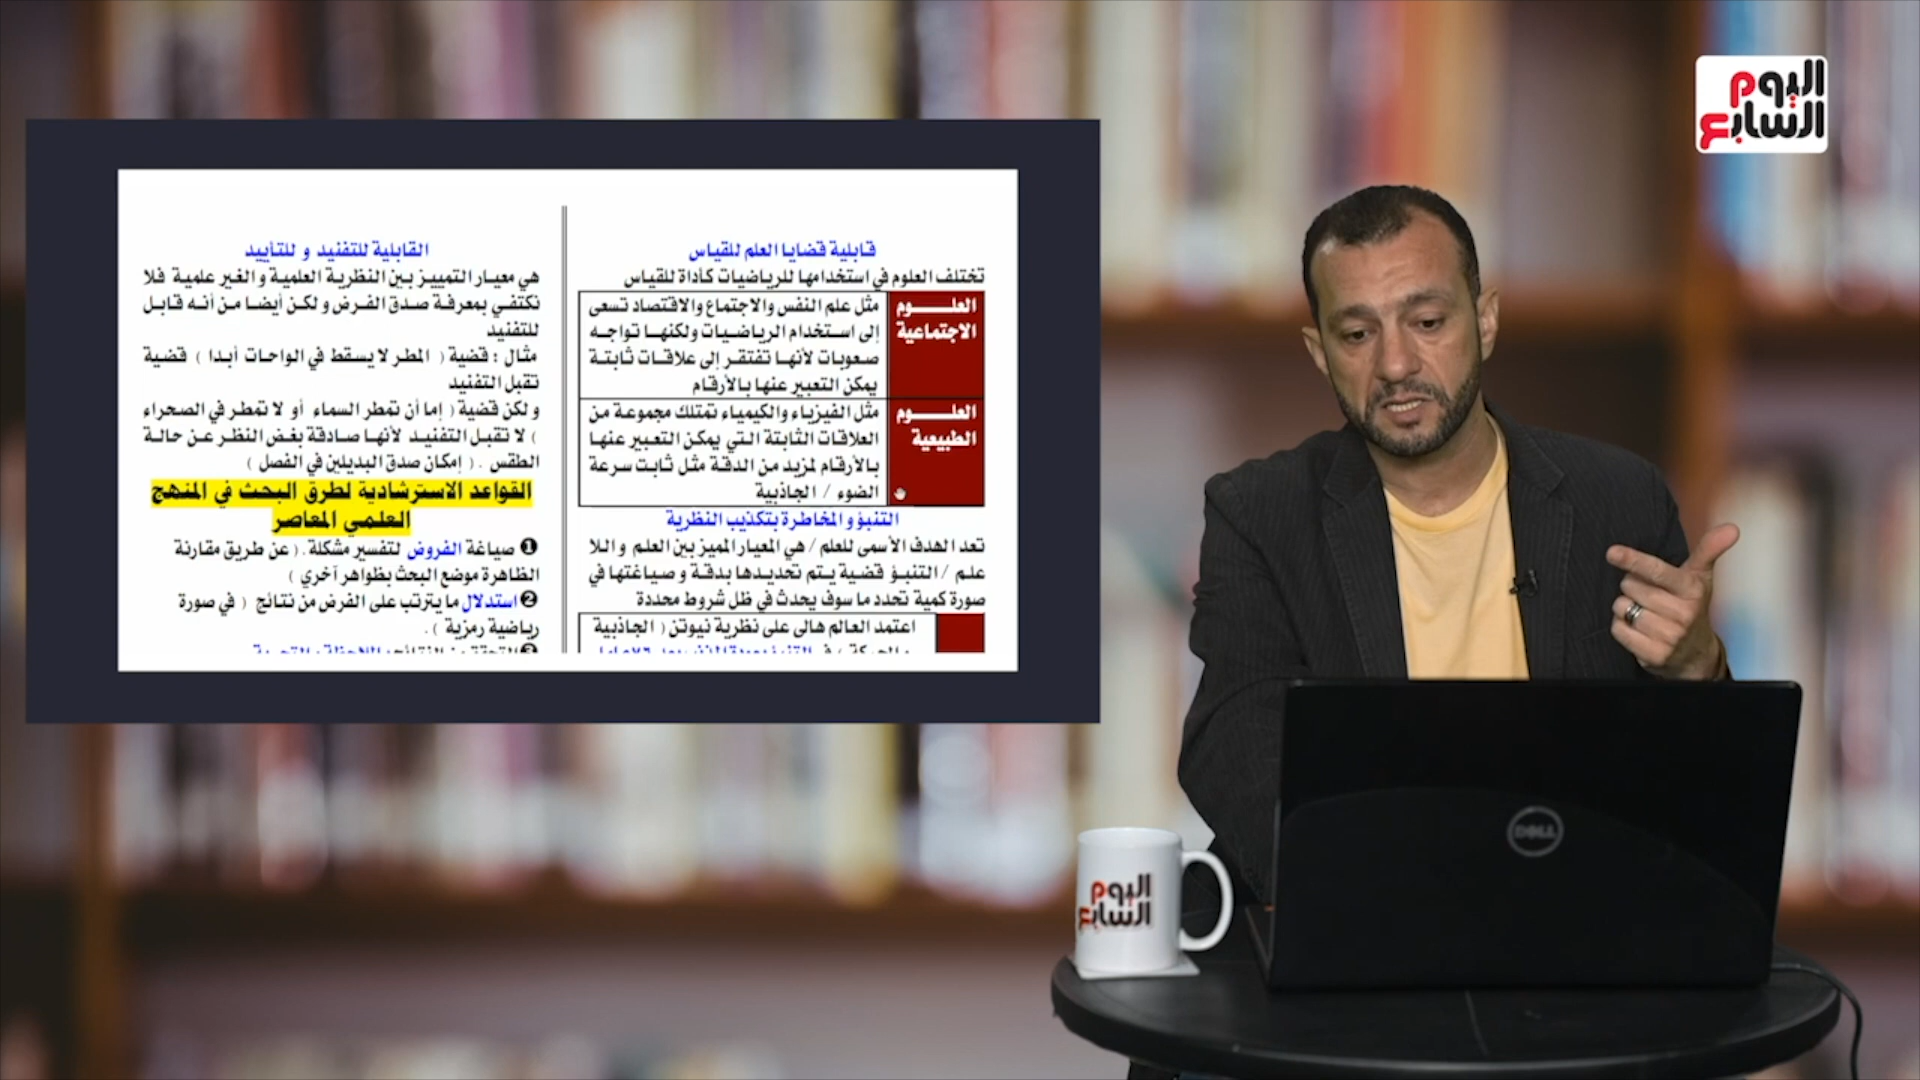 اليوم
السابع
قابلية قضايا العلم للقياس
تختلف العلوم في استخدامها للرياضيات كأداة للقياس
العلـــــوم
الاجتماعية
مثل علم النفس والاجتماع والاقتصاد تسعى
إلى استخدام الرياضيات ولكنها تواجه
صعوبات لأنها تفتقر إلى علاقات ثابتة
يمكن التعبير عنها بالأرقام
العلـــــوم
الطبيعية
مثل الفيزياء والكيمياء تمتلك مجموعة من
العلاقات الثابتة التي يمكن التعبير عنها
بالأرقام لمزيد من الدقة مثل ثابت سرعة
الضوء / الجاذبية
التنبؤ و المخاطرة بتكذيب النظرية
تعد الهدف الأسمى للعلم / هي المعيار المميز بين العلم واللا
علم / التنبؤ قضية يتم تحديدها بدقة و صياغتها في
صورة كمية تحدد ما سوف يحدث في ظل شروط محددة
اعتمد العالم هالى على نظرية نيوتن ( الجاذبية
القابلية للتفنيد و للتأييد
هي معيار التمييز بين النظرية العلمية و الغير علمية فلا
نكتفي بمعرفة صدق الفرض و لكن أيضا من أنه قابل
للتفنيد
مثال : قضية ( المطر لا يسقط في الواحات أبدا ) قضية
تقبل التفنيد
و لكن قضية ( إما أن تمطر السماء أو لا تمطر في الصحراء
) لا تقبل التفنيد لأنها صادقة بغض النظر عن حالة
الطقس . ( إمكان صدق البديلين في الفصل )
القواعد الاسترشادية لطرق البحث في المنهج
العلمي المعاصر
❶ صياغة الفروض لتفسير مشكلة . ( عن طريق مقارنة
الظاهرة موضع البحث بظواهر آخري )
❷ استدلال ما يترتب على الفرض من نتائج ( في صورة
رياضية رمزية ) .
DELL
اليوم
السابع